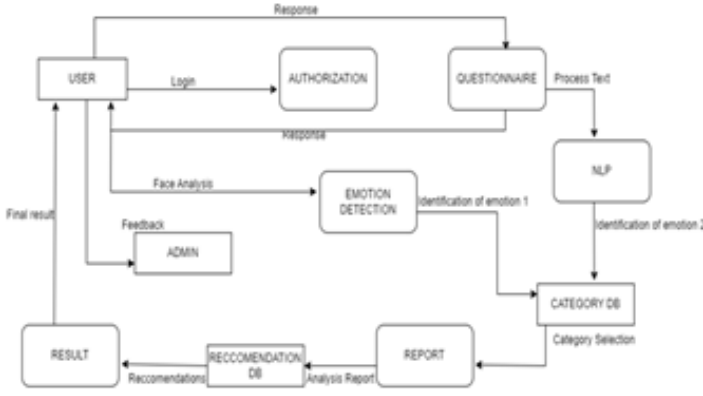 Response
USER
Login
AUTHORIZATION
QUESTIONNAIRE
Process Text
Response
NLP
Face Analysis
EMOTION
DETECTION
Identification of emotion 1
Final result
Feedback
ADMIN
Identification of emotion 2
CATEGORY DB
Category Selection
RESULT
RECCOMENDATION
DB
REPORT
Reccomendations
Analysis Report